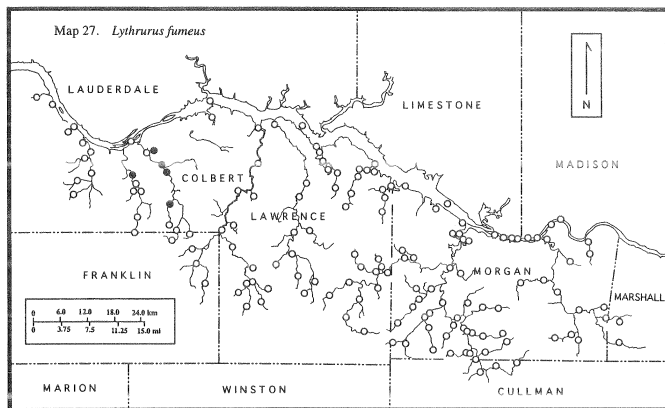 Map 27. Lythrurus fumeus
LAUDERDALE
LIMESTONE
N
MADISON
COLBERT
LAWRENCE
FRANKLIN
MORGAN
MARSHALL
0 6.0 12.0 18.0 24.0 km
0 3.75 7.5 11.25 15.0 mi
MARION
WINSTON
CULLMAN